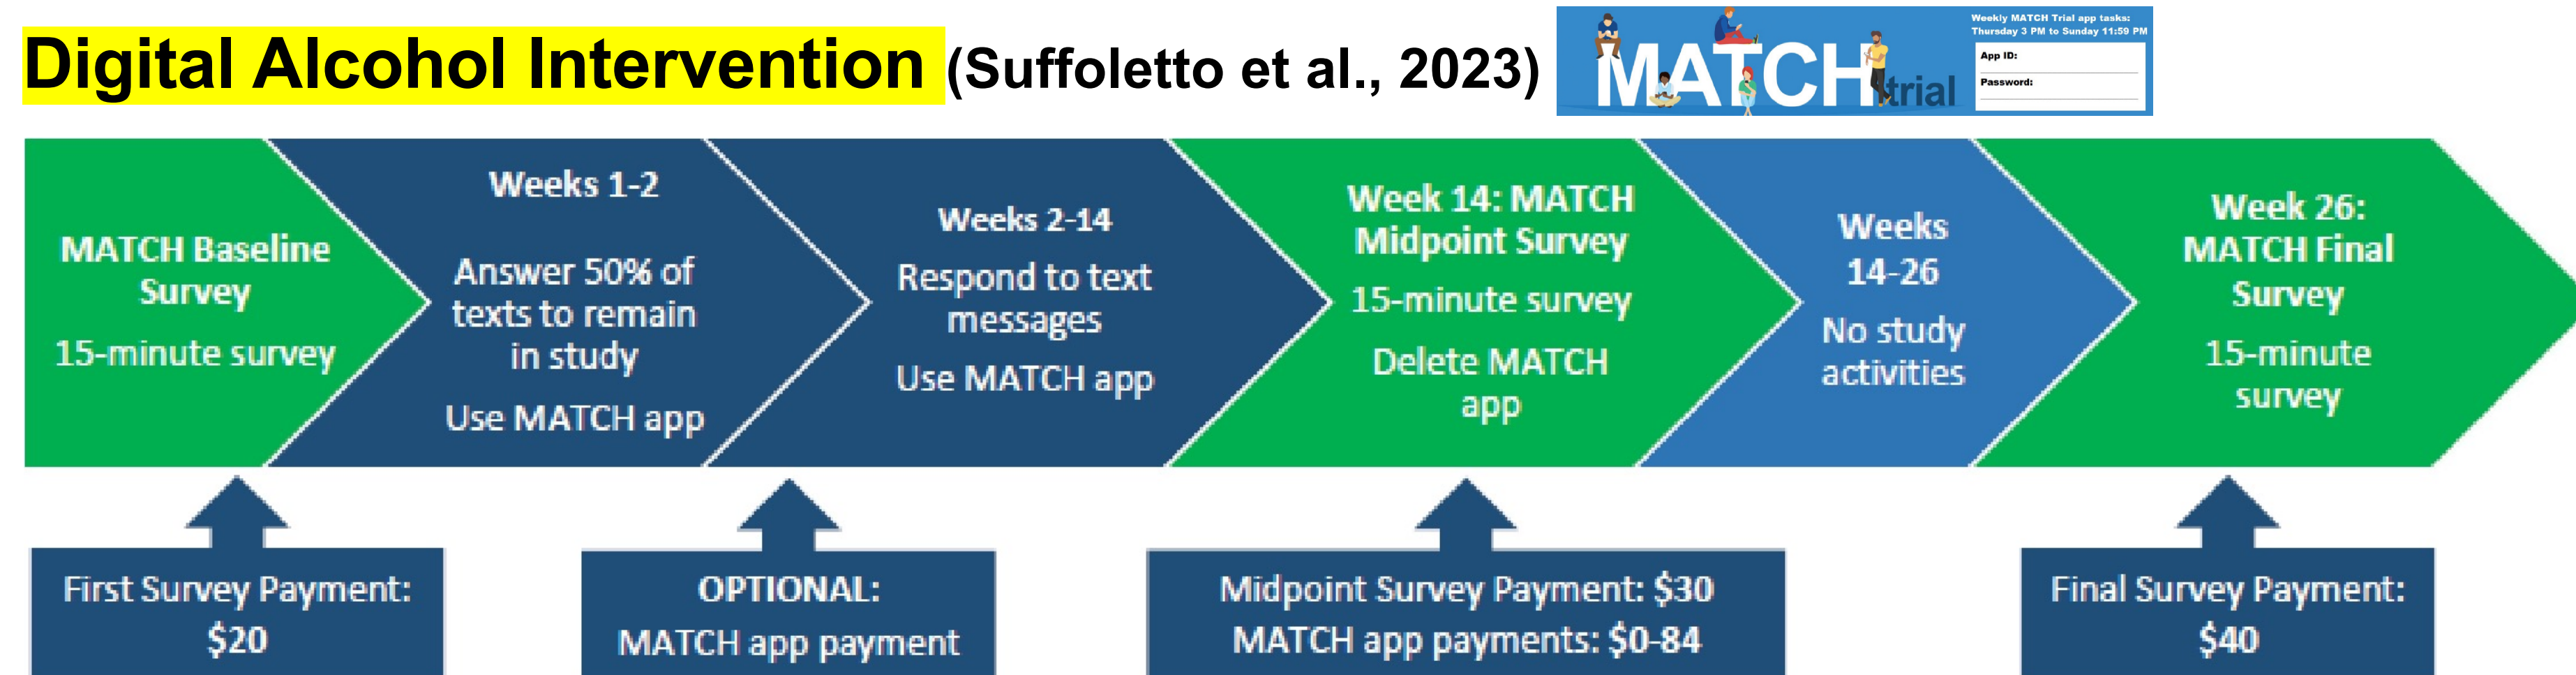 Digital Alcohol Intervention (Suffoletto et al., 2023)
MATCH trial
Weekly MATCH Trial app tasks:
Thursday 3 PM to Sunday 11:59 PM
App ID:
Password:
MATCH Baseline
Survey
15-minute survey
Weeks 1-2
Answer 50% of
texts to remain
in study
Use MATCH app
Weeks 2-14
Respond to text
messages
Use MATCH app
Week 14: MATCH
Midpoint Survey
15-minute survey
Delete MATCH
app
Weeks
14-26
No study
activities
Week 26:
MATCH Final
Survey
15-minute
survey
First Survey Payment:
$20
OPTIONAL:
MATCH app payment
Midpoint Survey Payment: $30
MATCH app payments: $0-84
Final Survey Payment:
$40